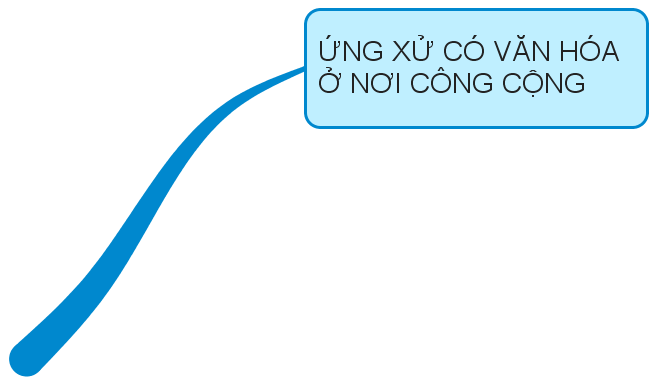 ỨNG XỬ CÓ VĂN HÓA
Ở NƠI CÔNG CỘNG